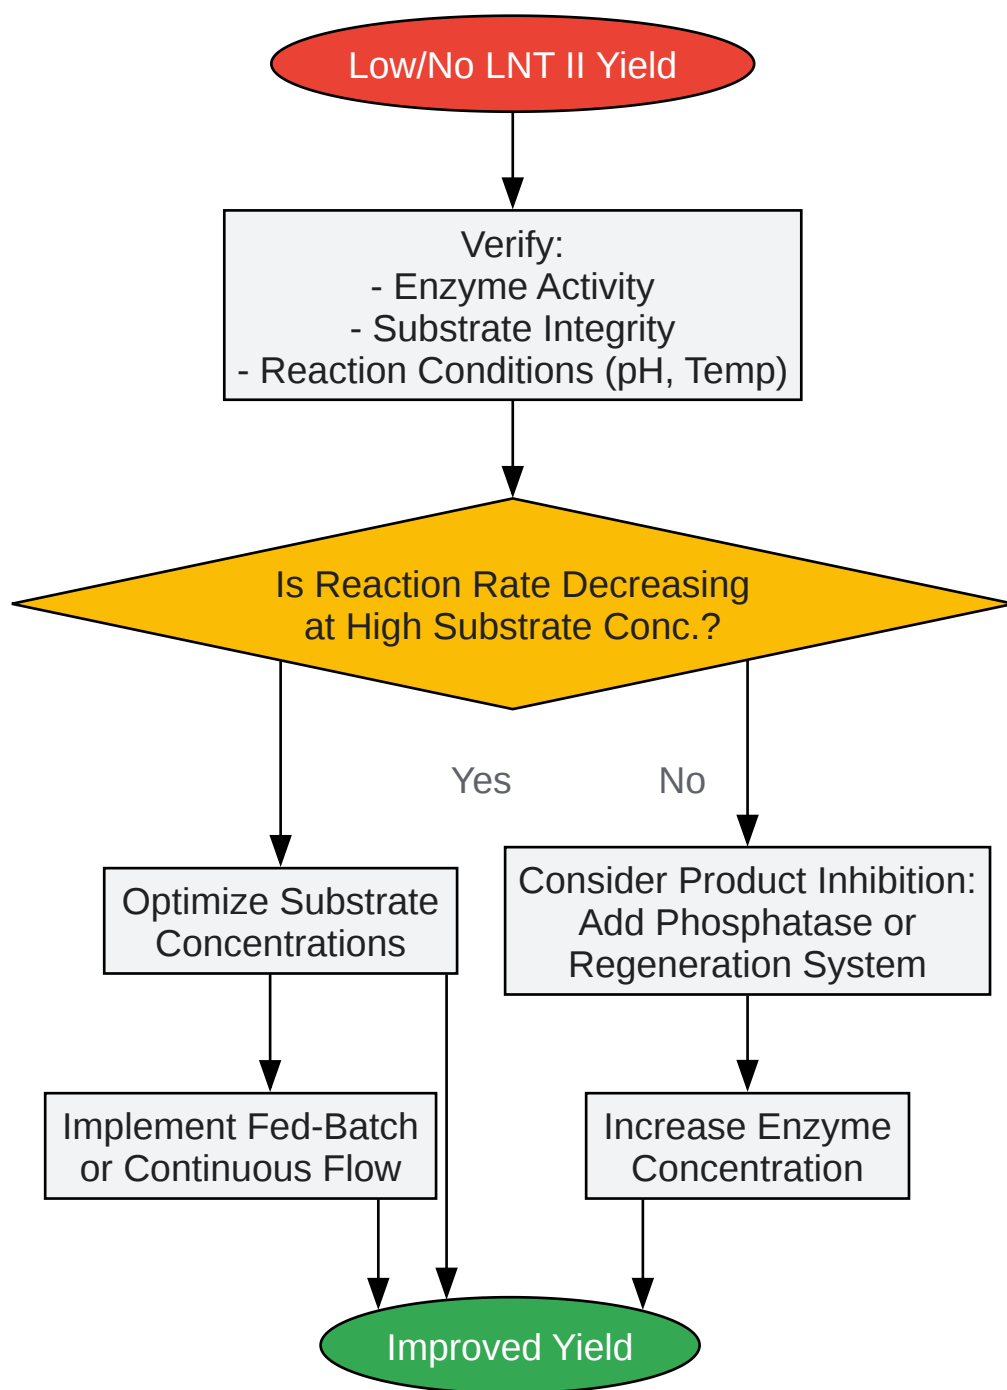 Low/No LNT II Yield
Verify:
- Enzyme Activity
- Substrate Integrity
- Reaction Conditions (pH, Temp)
Is Reaction Rate Decreasing
at High Substrate Conc.?
Yes
No
Optimize Substrate
Concentrations
Consider Product Inhibition:
Add Phosphatase or
Regeneration System
Implement Fed-Batch
or Continuous Flow
Increase Enzyme
Concentration
Improved Yield